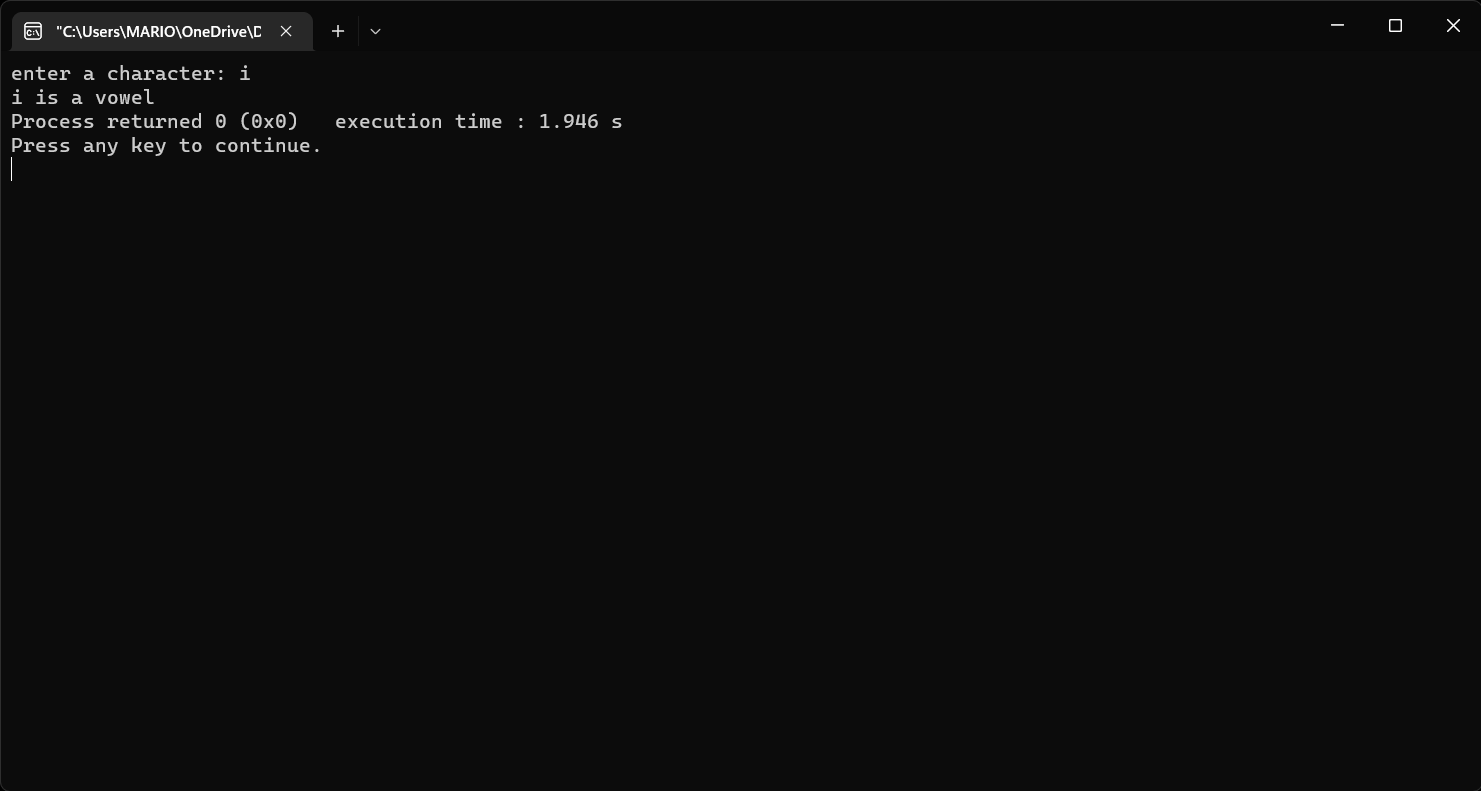 "C:\Users\MARIO\OneDrive\D
enter a character: i
i is a vowel
Process returned 0 (0x0)   execution time : 1.946 s
Press any key to continue.